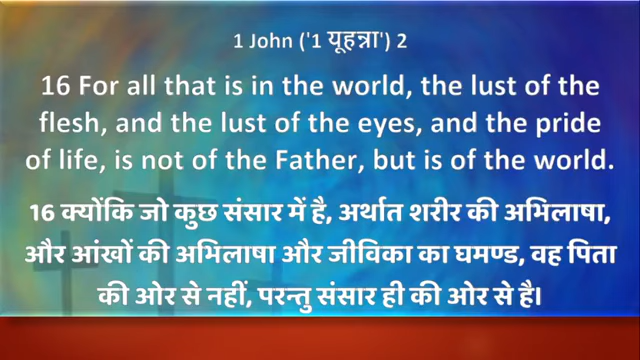 1 John ('1 यूहन्ना') 2
16 For all that is in the world, the lust of the
flesh, and the lust of the eyes, and the pride
of life, is not of the Father, but is of the world.
16 क्योंकि जो कुछ संसार में है, अर्थात शरीर की अभिलाषा,
और आंखों की अभिलाषा और जीविका का घमण्ड, वह पिता
की ओर से नहीं, परन्तु संसार ही की ओर से है।